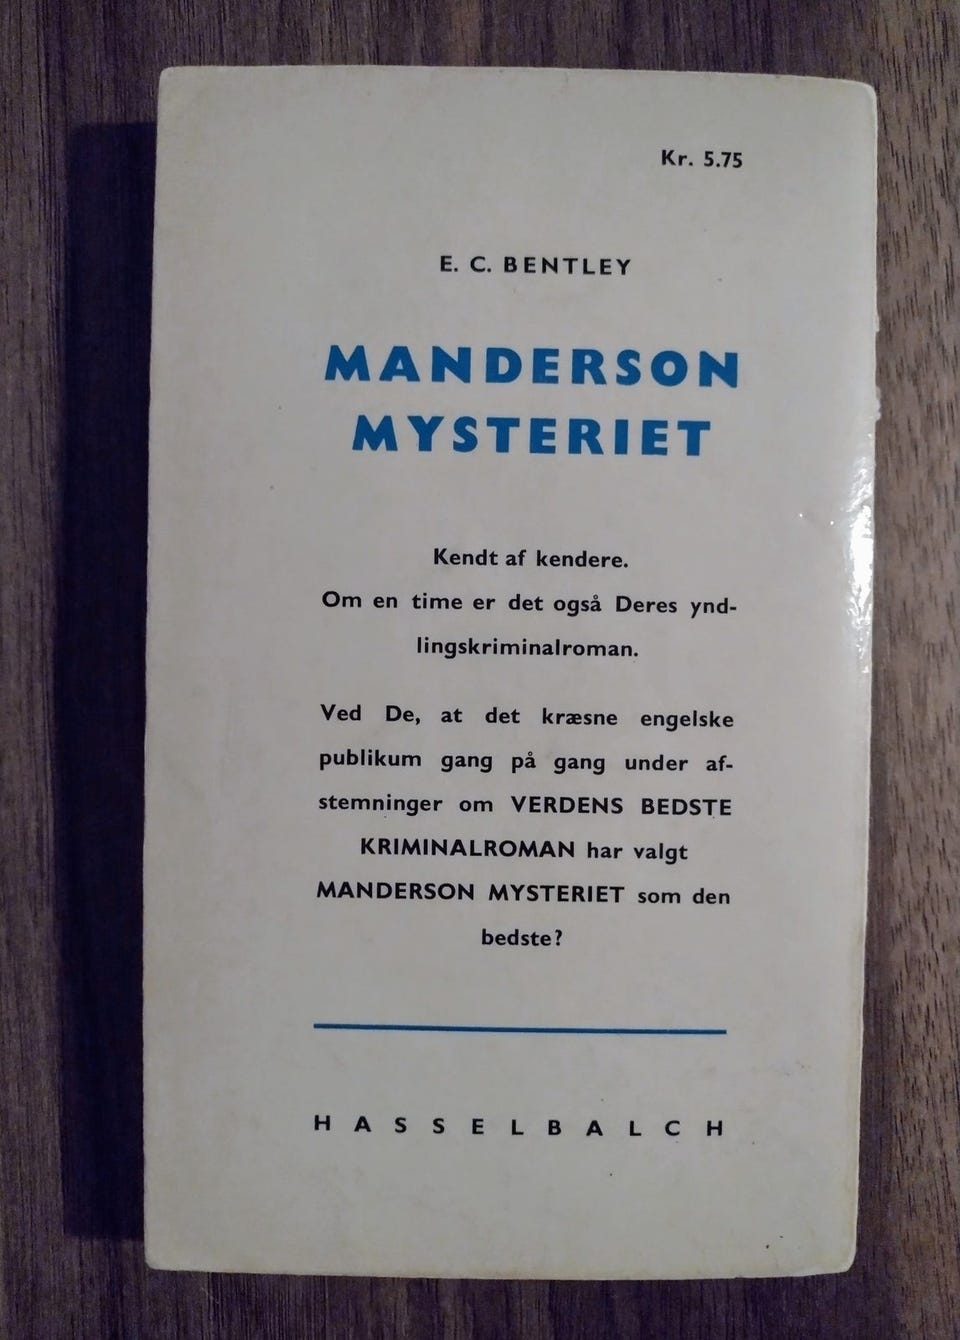 Kr. 5.75
E. C. BENTLEY
MANDERSON
MYSTERIET
Kendt af kendere.
Om en time er det også Deres ynd-
lingskriminalroman.
Ved De, at det kræsne engelske
publikum gang på gang under af-
stemninger om VERDENS BEDSTE
KRIMINALROMAN har valgt
MANDERSON MYSTERIET som den
bedste?
HASSELBALCH